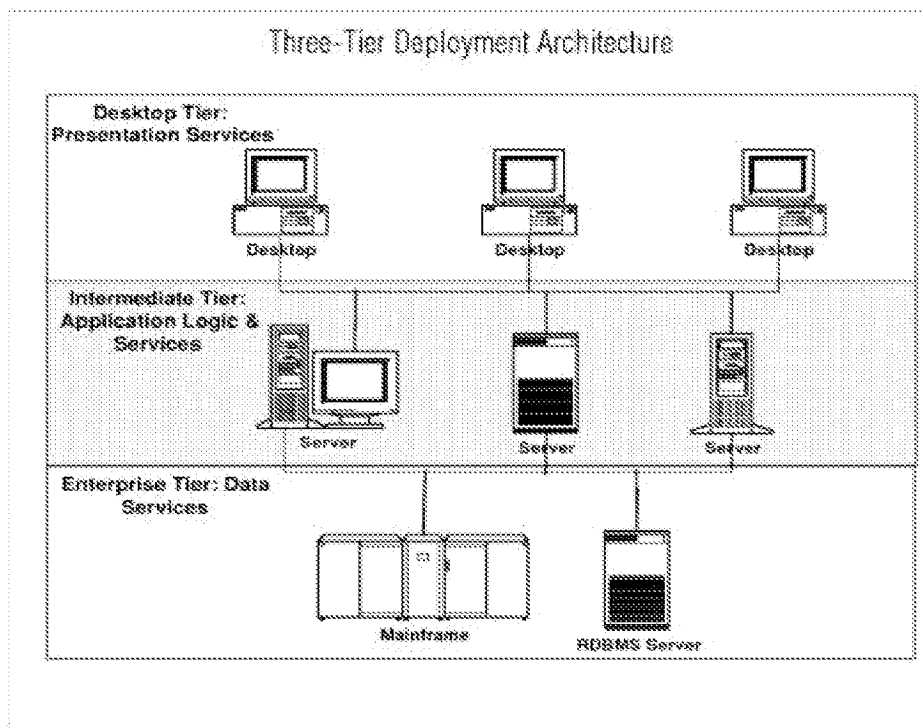 Three-Tier Deployment Architecture
Desktop Tier:
Presentation Services
Desktop
Desktop
Desktop
Intermediate Tier:
Application Logic &
Services
Server
Server
Server
Enterprise Tier: Data
Services
Mainframe
RDBMS Server